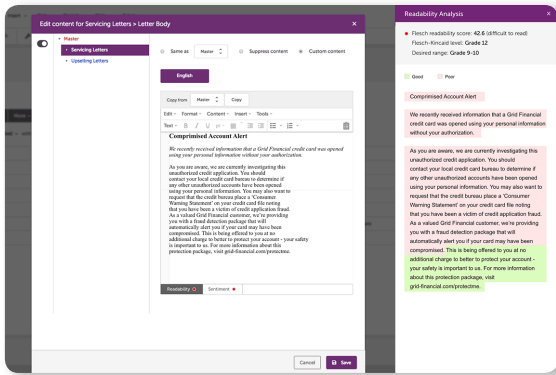 Edit content for Servicing Letters > Letter Body
Master
Servicing Letters
Upselling Letters
Same as
Master
Suppress content
Custom content
English
Copy from
Master
Copy
Edit
Format
Content
Insert
Tools
Text
B
I
U
Comprimised Account Alert
We recently received information that a Grid Financial credit card was opened
using your personal information without your authorization.
As you are aware, we are currently investigating this
unauthorized credit application. You should
contact your local credit card bureau to determine if
any other unauthorized accounts have been opened
using your personal information. You may also want to
request that the credit bureau place a 'Consumer
Warning Statement' on your credit card file noting
that you have been a victim of credit application fraud.
As a valued Grid Financial customer, we're providing
you with a fraud detection package that will
automatically alert you if your card may have been
compromised. This is being offered to you at no
additional charge to better to protect your account - your safety
is important to us. For more information about this
protection package, visit grid-financial.com/protectme.
Readability
Sentiment
Cancel
Save
Readability Analysis
Flesch readability score: 42.6 (difficult to read)
Flesch-Kincaid level: Grade 12
Desired range: Grade 9-10
Good
Poor
Comprimised Account Alert
We recently received information that a Grid Financial
credit card was opened using your personal information
without your authorization.
As you are aware, we are currently investigating this
unauthorized credit application. You should
contact your local credit card bureau to determine if
any other unauthorized accounts have been opened
using your personal information. You may also want to
request that the credit bureau place a 'Consumer
Warning Statement' on your credit card file noting
that you have been a victim of credit application fraud.
As a valued Grid Financial customer, we're providing
you with a fraud detection package that will
automatically alert you if your card may have been
compromised. This is being offered to you at no
additional charge to better to protect your account -
your safety is important to us. For more information
about this protection package, visit
grid-financial.com/protectme.